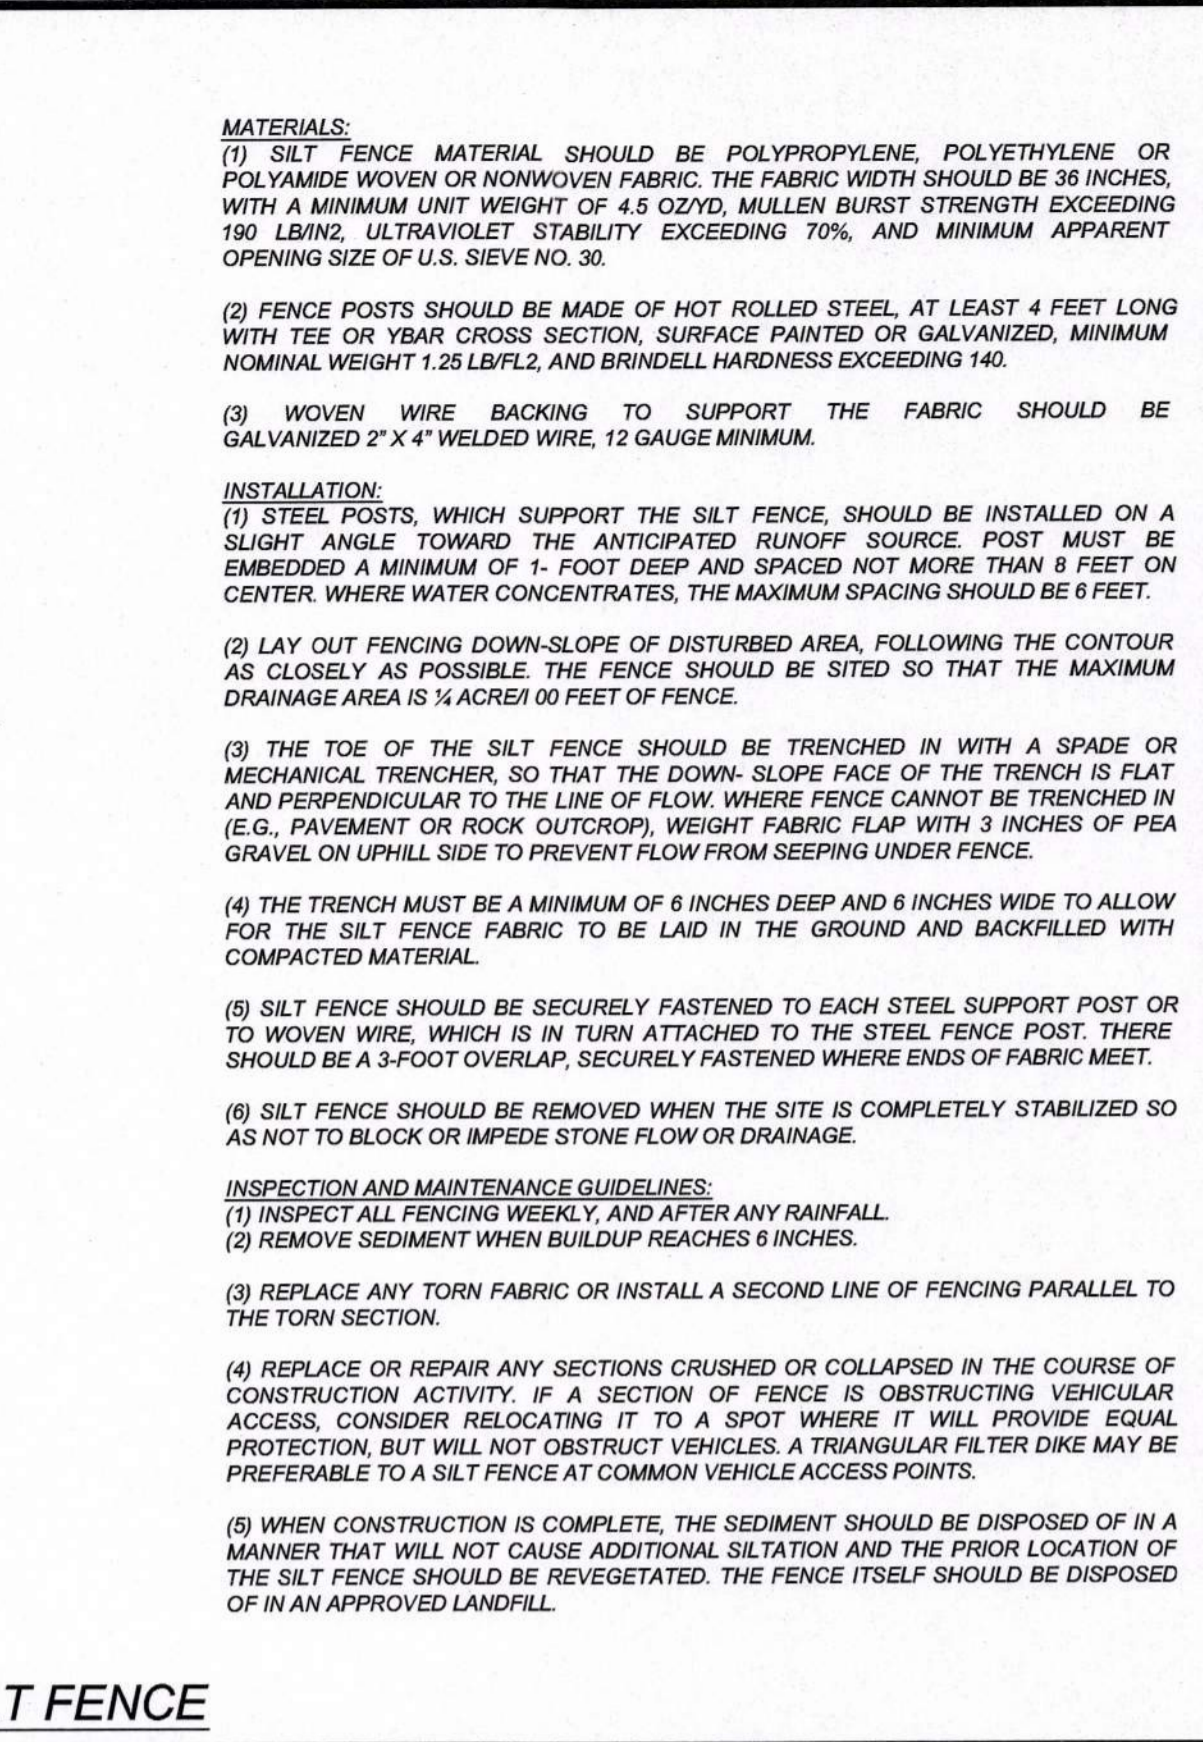 MATERIALS:
(1) SILT FENCE MATERIAL SHOULD BE POLYPROPYLENE, POLYETHYLENE OR
POLYAMIDE WOVEN OR NONWOVEN FABRIC. THE FABRIC WIDTH SHOULD BE 36 INCHES,
WITH A MINIMUM UNIT WEIGHT OF 4.5 OZ/YD, MULLEN BURST STRENGTH EXCEEDING
190 LB/IN2, ULTRAVIOLET STABILITY EXCEEDING 70%, AND MINIMUM APPARENT
OPENING SIZE OF U.S. SIEVE NO. 30.
(2) FENCE POSTS SHOULD BE MADE OF HOT ROLLED STEEL, AT LEAST 4 FEET LONG
WITH TEE OR YBAR CROSS SECTION, SURFACE PAINTED OR GALVANIZED, MINIMUM
NOMINAL WEIGHT 1.25 LB/FL2, AND BRINDELL HARDNESS EXCEEDING 140.
(3) WOVEN WIRE BACKING TO SUPPORT THE FABRIC SHOULD BE
GALVANIZED 2" X 4" WELDED WIRE, 12 GAUGE MINIMUM.
INSTALLATION:
(1) STEEL POSTS, WHICH SUPPORT THE SILT FENCE, SHOULD BE INSTALLED ON A
SLIGHT ANGLE TOWARD THE ANTICIPATED RUNOFF SOURCE. POST MUST BE
EMBEDDED A MINIMUM OF 1- FOOT DEEP AND SPACED NOT MORE THAN 8 FEET ON
CENTER. WHERE WATER CONCENTRATES, THE MAXIMUM SPACING SHOULD BE 6 FEET.
(2) LAY OUT FENCING DOWN-SLOPE OF DISTURBED AREA, FOLLOWING THE CONTOUR
AS CLOSELY AS POSSIBLE. THE FENCE SHOULD BE SITED SO THAT THE MAXIMUM
DRAINAGE AREA IS ¼ ACRE/I 00 FEET OF FENCE.
(3) THE TOE OF THE SILT FENCE SHOULD BE TRENCHED IN WITH A SPADE OR
MECHANICAL TRENCHER, SO THAT THE DOWN- SLOPE FACE OF THE TRENCH IS FLAT
AND PERPENDICULAR TO THE LINE OF FLOW. WHERE FENCE CANNOT BE TRENCHED IN
(E.G., PAVEMENT OR ROCK OUTCROP), WEIGHT FABRIC FLAP WITH 3 INCHES OF PEA
GRAVEL ON UPHILL SIDE TO PREVENT FLOW FROM SEEPING UNDER FENCE.
(4) THE TRENCH MUST BE A MINIMUM OF 6 INCHES DEEP AND 6 INCHES WIDE TO ALLOW
FOR THE SILT FENCE FABRIC TO BE LAID IN THE GROUND AND BACKFILLED WITH
COMPACTED MATERIAL.
(5) SILT FENCE SHOULD BE SECURELY FASTENED TO EACH STEEL SUPPORT POST OR
TO WOVEN WIRE, WHICH IS IN TURN ATTACHED TO THE STEEL FENCE POST. THERE
SHOULD BE A 3-FOOT OVERLAP, SECURELY FASTENED WHERE ENDS OF FABRIC MEET.
(6) SILT FENCE SHOULD BE REMOVED WHEN THE SITE IS COMPLETELY STABILIZED SO
AS NOT TO BLOCK OR IMPEDE STONE FLOW OR DRAINAGE.
INSPECTION AND MAINTENANCE GUIDELINES:
(1) INSPECT ALL FENCING WEEKLY, AND AFTER ANY RAINFALL.
(2) REMOVE SEDIMENT WHEN BUILDUP REACHES 6 INCHES.
(3) REPLACE ANY TORN FABRIC OR INSTALL A SECOND LINE OF FENCING PARALLEL TO
THE TORN SECTION.
(4) REPLACE OR REPAIR ANY SECTIONS CRUSHED OR COLLAPSED IN THE COURSE OF
CONSTRUCTION ACTIVITY. IF A SECTION OF FENCE IS OBSTRUCTING VEHICULAR
ACCESS, CONSIDER RELOCATING IT TO A SPOT WHERE IT WILL PROVIDE EQUAL
PROTECTION, BUT WILL NOT OBSTRUCT VEHICLES. A TRIANGULAR FILTER DIKE MAY BE
PREFERABLE TO A SILT FENCE AT COMMON VEHICLE ACCESS POINTS.
(5) WHEN CONSTRUCTION IS COMPLETE, THE SEDIMENT SHOULD BE DISPOSED OF IN A
MANNER THAT WILL NOT CAUSE ADDITIONAL SILTATION AND THE PRIOR LOCATION OF
THE SILT FENCE SHOULD BE REVEGETATED. THE FENCE ITSELF SHOULD BE DISPOSED
OF IN AN APPROVED LANDFILL.
T FENCE